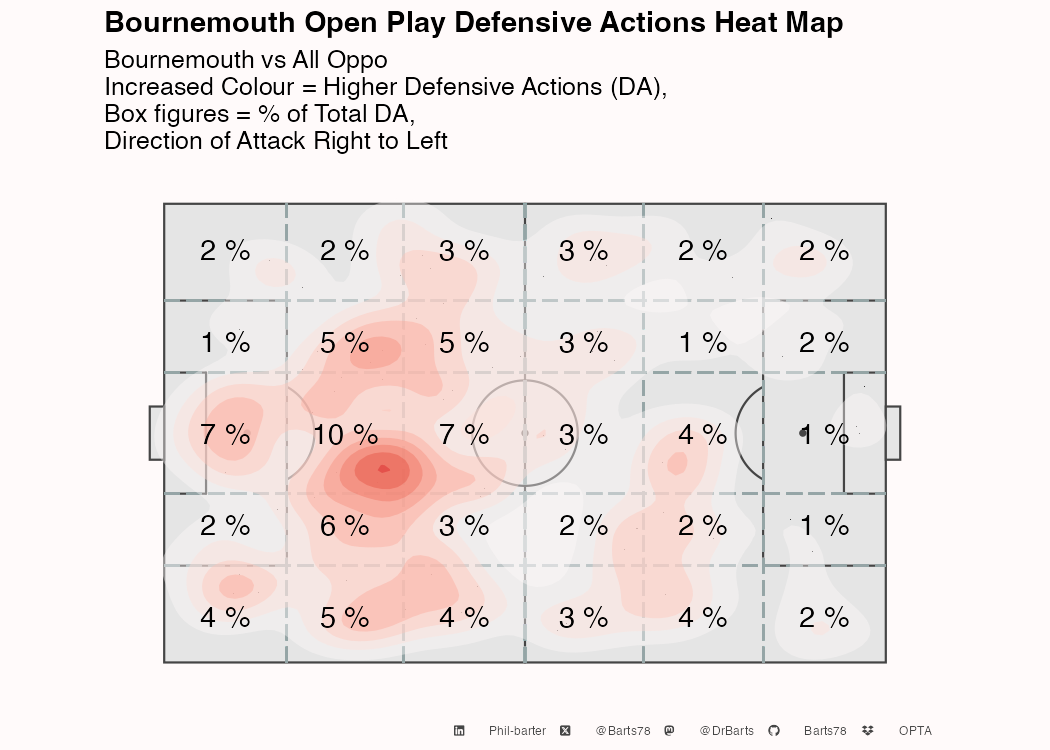 Bournemouth Open Play Defensive Actions Heat Map
Bournemouth vs All Oppo
Increased Colour = Higher Defensive Actions (DA),
Box figures = % of Total DA,
Direction of Attack Right to Left
2 % 2 % 3 % 3 % 2 % 2 %
1 % 5 % 5 % 3 % 1 % 2 %
7 % 10 % 7 % 3 % 4 % 1 %
2 % 6 % 3 % 2 % 2 % 1 %
4 % 5 % 4 % 3 % 4 % 2 %
Phil-barter @Barts78 @DrBarts Barts78 OPTA